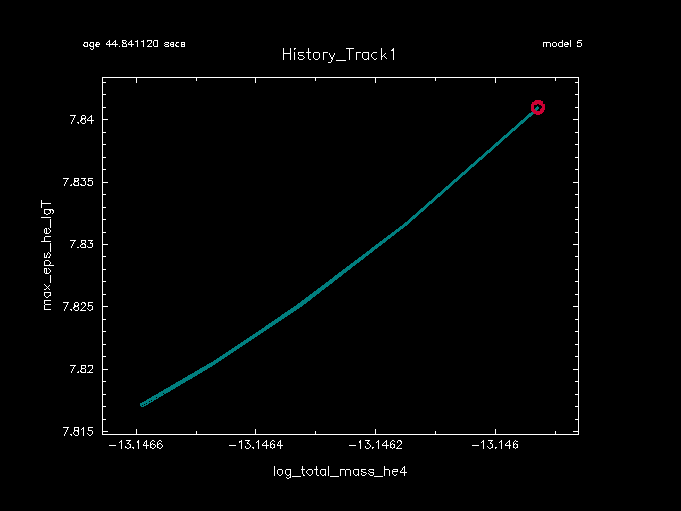 age 44.841120 secs
model 5
History_Track1
7.84
7.835
7.83
7.825
7.82
7.815
max_eps_he_lgT
−13.1466
−13.1464
−13.1462
−13.146
log_total_mass_he4